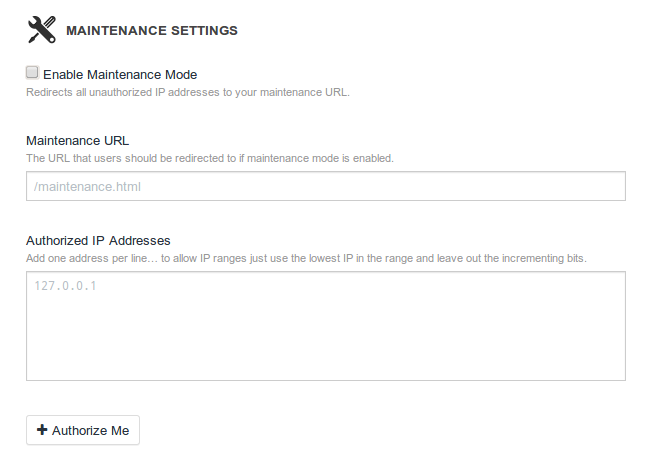 MAINTENANCE SETTINGS
Enable Maintenance Mode
Redirects all unauthorized IP addresses to your maintenance URL.
Maintenance URL
The URL that users should be redirected to if maintenance mode is enabled.
/maintenance.html
Authorized IP Addresses
Add one address per line… to allow IP ranges just use the lowest IP in the range and leave out the incrementing bits.
127.0.0.1
Authorize Me